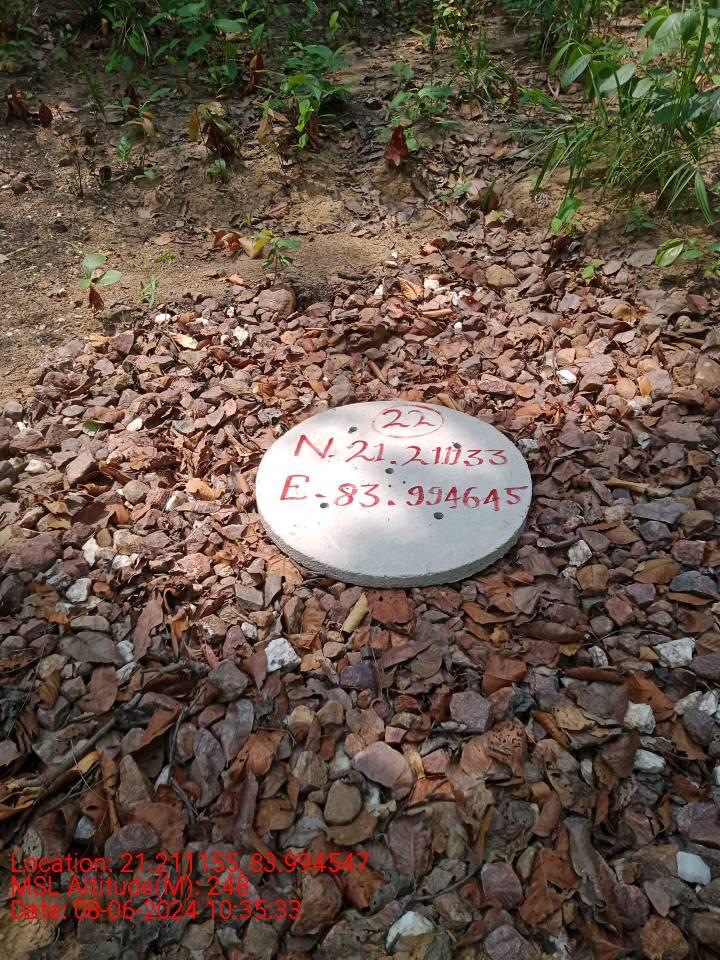 22
N. 21.211133
E-83.994645
Location: 21.211155, 83.994547
MSL Altitude(M): 248
Date: 08-06-2024 10:35:33